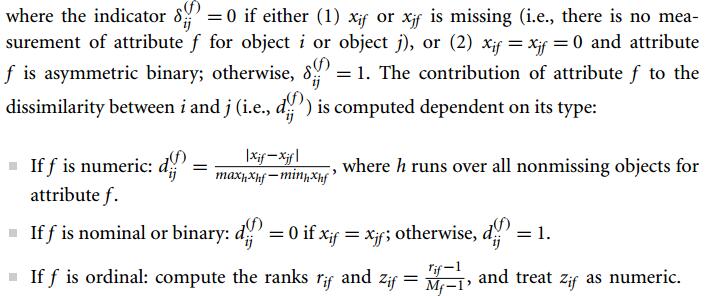 where the indicator δ_{ij}^{(f)} = 0 if either (1) x_{if} or x_{jf} is missing (i.e., there is no mea-
surement of attribute f for object i or object j), or (2) x_{if} = x_{jf} = 0 and attribute
f is asymmetric binary; otherwise, δ_{ij}^{(f)} = 1. The contribution of attribute f to the
dissimilarity between i and j (i.e., d_{ij}^{(f)}) is computed dependent on its type:
■ If f is numeric: d_{ij}^{(f)} = \frac{|x_{if}−x_{jf}|}{max_h x_{hf}−min_h x_{hf}}, where h runs over all nonmissing objects for
attribute f.
■ If f is nominal or binary: d_{ij}^{(f)} = 0 if x_{if} = x_{jf}; otherwise, d_{ij}^{(f)} = 1.
■ If f is ordinal: compute the ranks r_{if} and z_{if} = \frac{r_{if}−1}{M_f−1}, and treat z_{if} as numeric.